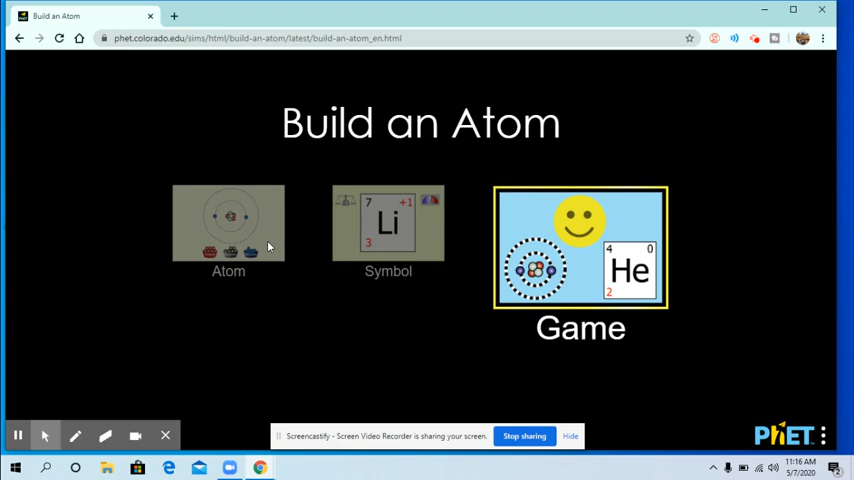 Build an Atom
phet.colorado.edu/sims/html/build-an-atom/latest/build-an-atom_en.html
Build an Atom
7 +1
Li
3
4 0
He
2
Atom
Symbol
Game
Screencastify - Screen Video Recorder is sharing your screen.
Stop sharing
Hide
PhET
11:16 AM
5/7/2020
2